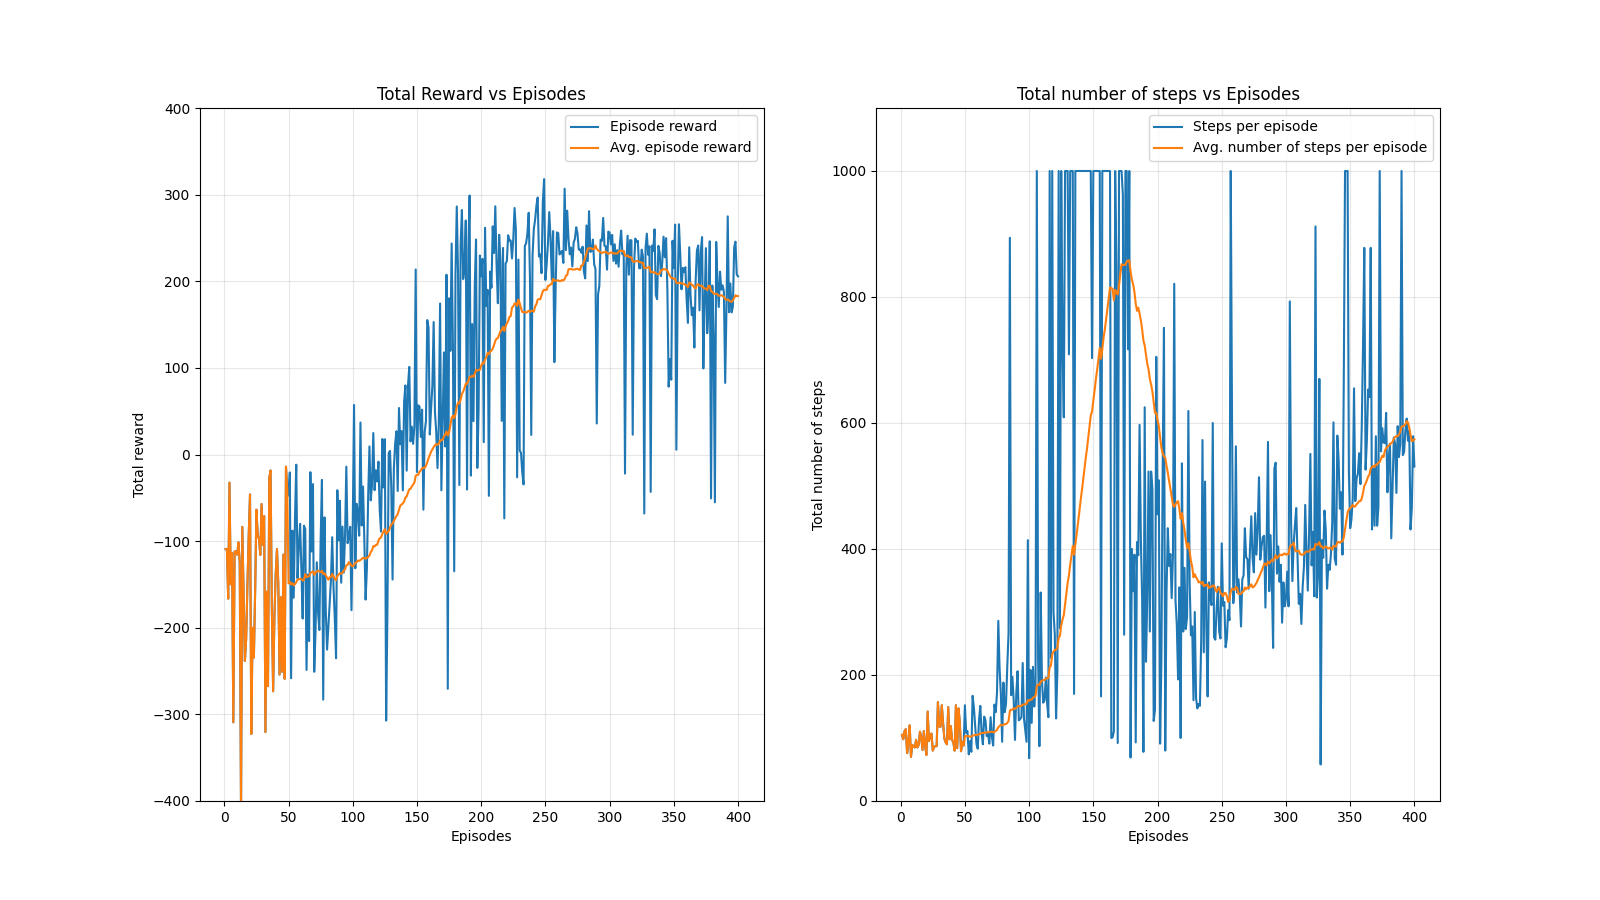 Total Reward vs Episodes
400
300
200
100
0
−100
−200
−300
−400
Total reward
Episode reward
Avg. episode reward
0 50 100 150 200 250 300 350 400
Episodes
Total number of steps vs Episodes
1000
800
600
400
200
0
Total number of steps
Steps per episode
Avg. number of steps per episode
0 50 100 150 200 250 300 350 400
Episodes